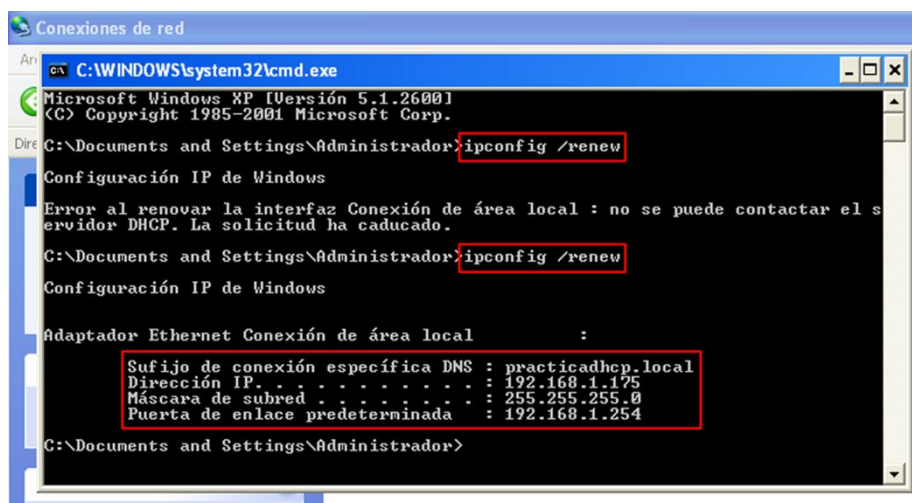 Conexiones de red
Ar
C:\WINDOWS\system32\cmd.exe
Microsoft Windows XP [Versión 5.1.2600]
(C) Copyright 1985-2001 Microsoft Corp.
Dire
C:\Documents and Settings\Administrador>ipconfig /renew
Configuración IP de Windows
Error al renovar la interfaz Conexión de área local : no se puede contactar el s
ervidor DHCP. La solicitud ha caducado.
C:\Documents and Settings\Administrador>ipconfig /renew
Configuración IP de Windows
Adaptador Ethernet Conexión de área local          :
Sufijo de conexión específica DNS : practicadhcp.local
Dirección IP. . . . . . . . . . . : 192.168.1.175
Máscara de subred . . . . . . . . : 255.255.255.0
Puerta de enlace predeterminada   : 192.168.1.254
C:\Documents and Settings\Administrador>